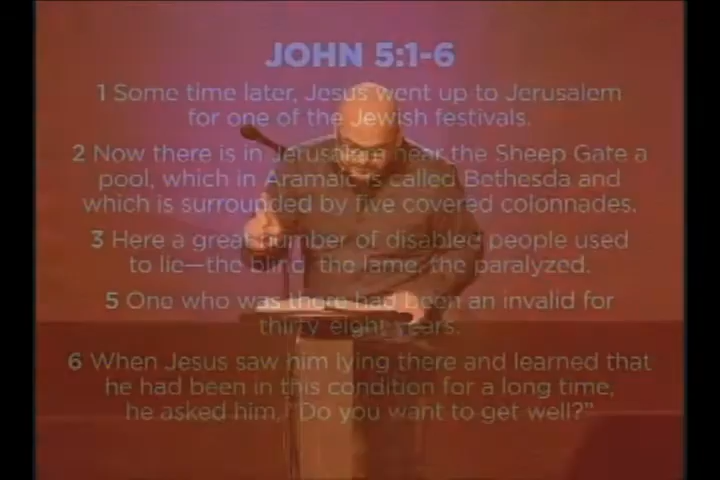 JOHN 5:1-6
1 Some time later, Jesus went up to Jerusalem
for one of the Jewish festivals.
2 Now there is in Jerusalem near the Sheep Gate a
pool, which in Aramaic is called Bethesda and
which is surrounded by five covered colonnades.
3 Here a great number of disabled people used
to lie—the blind, the lame, the paralyzed.
5 One who was there had been an invalid for
thirty eight years.
6 When Jesus saw him lying there and learned that
he had been in this condition for a long time,
he asked him, "Do you want to get well?"